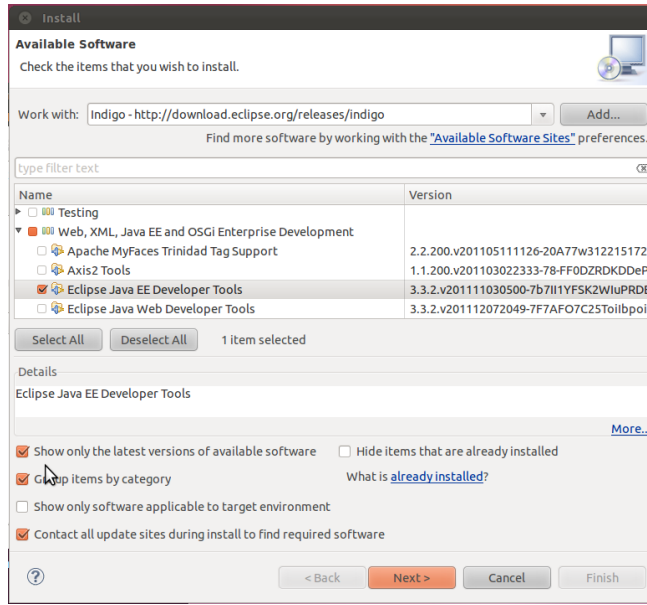 Install
Available Software
Check the items that you wish to install.
Work with: Indigo - http://download.eclipse.org/releases/indigo Add...
Find more software by working with the "Available Software Sites" preferences.
type filter text
Name Version
Testing
Web, XML, Java EE and OSGi Enterprise Development
Apache MyFaces Trinidad Tag Support 2.2.200.v201105111126-20A77w312215172
Axis2 Tools 1.1.200.v201103022333-78-FF0DZRDKDDeP
Eclipse Java EE Developer Tools 3.3.2.v201111030500-7b7II1YFSK2WIuPRDE
Eclipse Java Web Developer Tools 3.3.2.v201112072049-7F7AFO7C25ToiIbpoi
Select All Deselect All 1 item selected
Details
Eclipse Java EE Developer Tools
More..
Show only the latest versions of available software Hide items that are already installed
Group items by category What is already installed?
Show only software applicable to target environment
Contact all update sites during install to find required software
? < Back Next > Cancel Finish